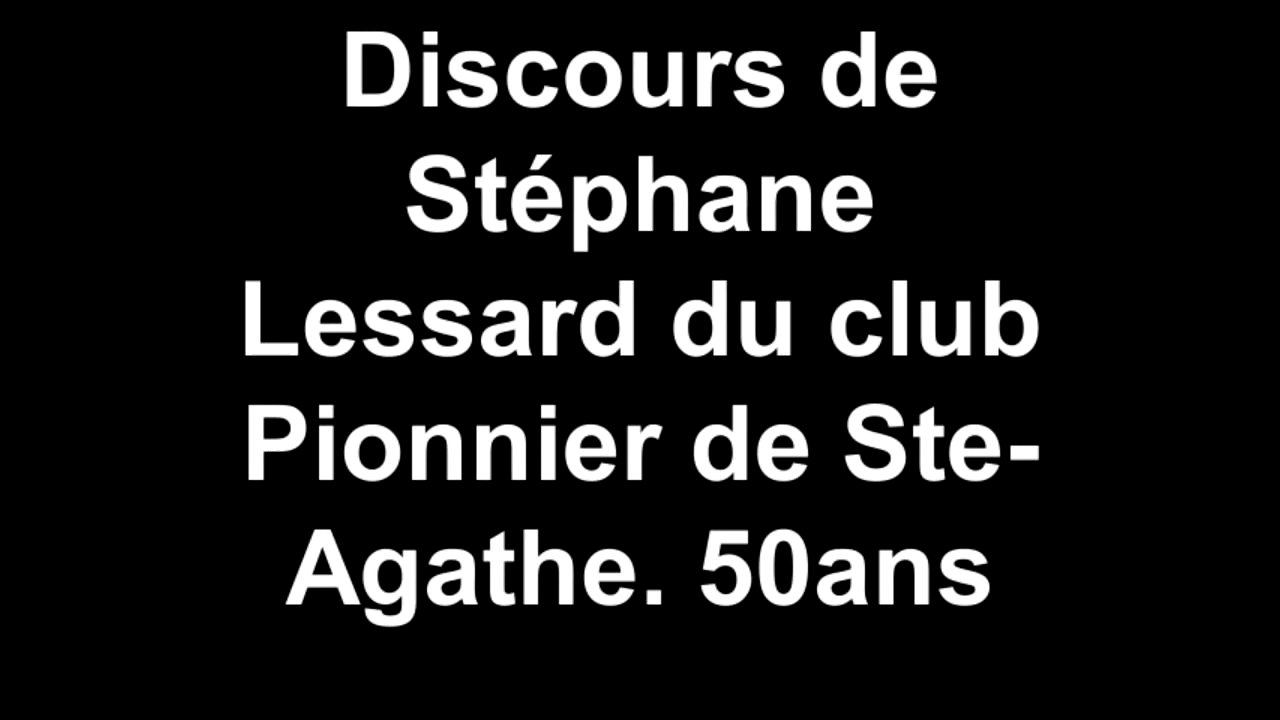 Discours de
Stéphane
Lessard du club
Pionnier de Ste-
Agathe. 50ans